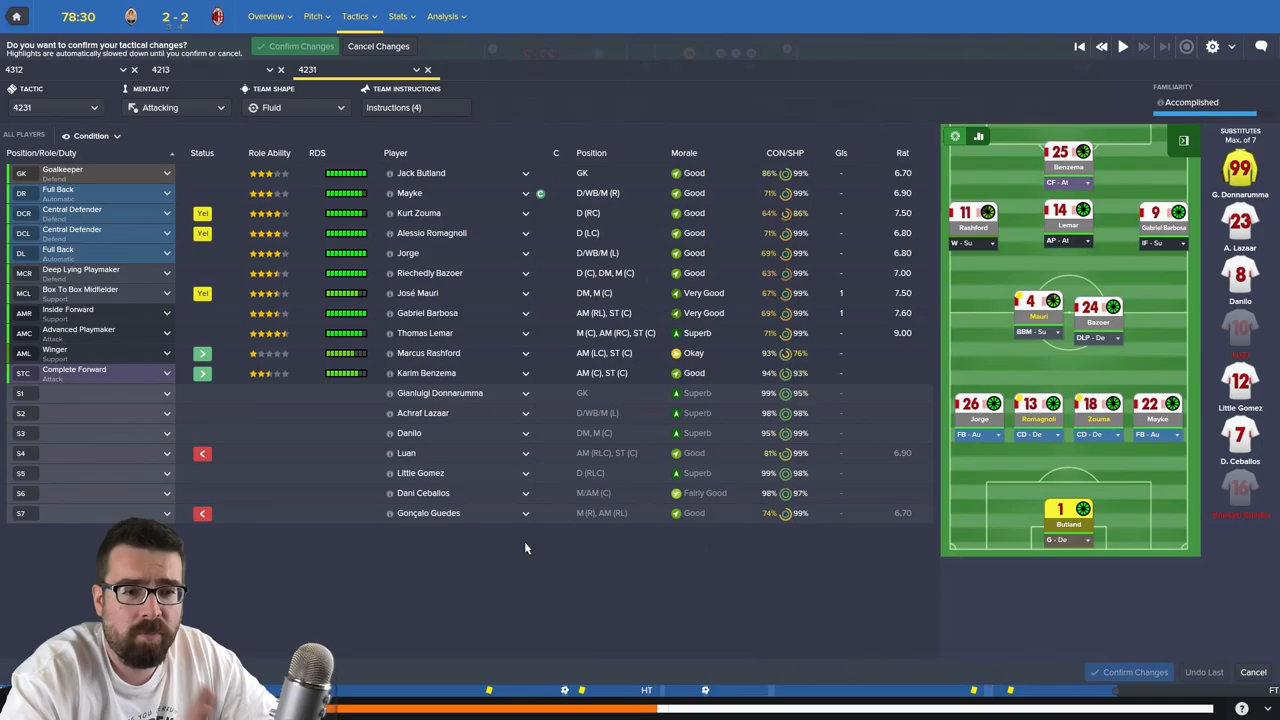 78:30 2 - 2 Overview Pitch Tactics Stats Analysis
3 - 4
Do you want to confirm your tactical changes? Confirm Changes Cancel Changes
Highlights are automatically slowed down until you confirm or cancel.
4312 4213 4231
TACTIC MENTALITY TEAM SHAPE TEAM INSTRUCTIONS FAMILIARITY
4231 Attacking Fluid Instructions (4) Accomplished
ALL PLAYERS Condition
Position/Role/Duty Status Role Ability RDS Player C Position Morale CON/SHP Gls Rat
GK Goalkeeper Defend Jack Butland GK Good 86% 99% - 6.70
DR Full Back Automatic Mayke C D/WB/M (R) Good 71% 99% - 6.90
DCR Central Defender Defend Yel Kurt Zouma D (RC) Good 64% 86% - 7.50
DCL Central Defender Defend Yel Alessio Romagnoli D (LC) Good 71% 99% - 6.80
DL Full Back Automatic Jorge D/WB/M (L) Good 69% 99% - 6.80
MCR Deep Lying Playmaker Defend Riechedly Bazoer D (C), DM, M (C) Good 63% 99% - 7.00
MCL Box To Box Midfielder Support Yel José Mauri DM, M (C) Very Good 67% 99% 1 7.50
AMR Inside Forward Support Gabriel Barbosa AM (RL), ST (C) Very Good 69% 99% 1 7.60
AMC Advanced Playmaker Attack Thomas Lemar M (C), AM (RC), ST (C) Superb 71% 99% - 9.00
AML Winger Support Marcus Rashford AM (LC), ST (C) Okay 93% 76% -
STC Complete Forward Attack Karim Benzema AM (C), ST (C) Good 94% 93% -
S1 Gianluigi Donnarumma GK Superb 99% 95% -
S2 Achraf Lazaar D/WB/M (L) Superb 98% 98% -
S3 Danilo DM, M (C) Superb 95% 99% -
S4 Luan AM (RLC), ST (C) Good 81% 99% - 6.90
S5 Little Gomez D (RLC) Superb 99% 98% -
S6 Dani Ceballos M/AM (C) Fairly Good 98% 97% -
S7 Gonçalo Guedes M (R), AM (RL) Good 74% 99% - 6.70
25
Benzema
CF - At
11 14 9
Rashford Lemar Gabriel Barbosa
W - Su AP - At IF - Su
4 24
Mauri Bazoer
BBM - Su DLP - De
26 13 18 22
Jorge Romagnoli Zouma Mayke
FB - Au CD - De CD - De FB - Au
1
Butland
G - De
SUBSTITUTES
Max. of 7
99
G. Donnarumma
23
A. Lazaar
8
Danilo
10
12
Little Gomez
7
D. Ceballos
16
Confirm Changes Undo Last Cancel
HT FT